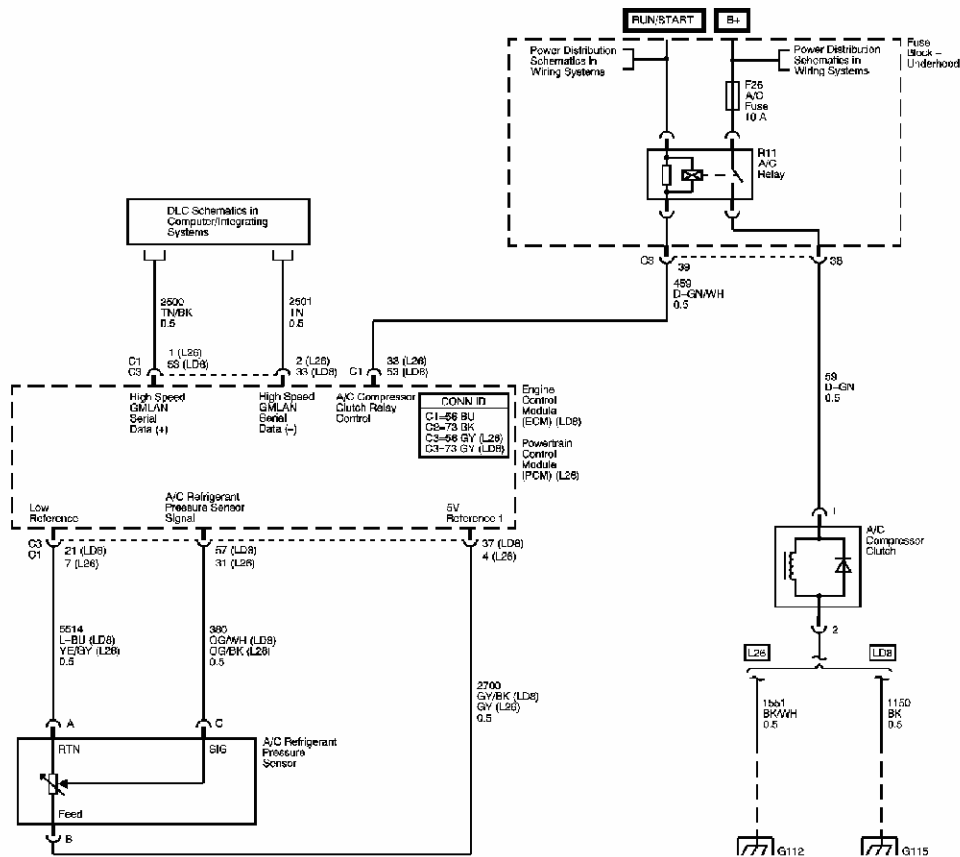 RUN/START
B+
Power Distribution
Schematics in
Wiring Systems
Power Distribution
Schematics in
Wiring Systems
Fuse
Block –
Underhood
F26
A/C
Fuse
10 A
R11
A/C
Relay
DLC Schematics in
Computer/Integrating
Systems
C3
39
38
459
D-GN/WH
0.5
2500
TN/BK
0.5
2501
TN
0.5
C1
C3
1 (L26)
53 (LD8)
2 (L26)
33 (LD8)
C1
38 (L26)
53 (LD8)
59
D-GN
0.5
High Speed
GMLAN
Serial
Data (+)
High Speed
GMLAN
Serial
Data (–)
A/C Compressor
Clutch Relay
Control
CONN ID
C1=56 BU
C2=73 BK
C3=56 GY (L26)
C3=73 GY (LD8)
Engine
Control
Module
(ECM) (LD8)
Powertrain
Control
Module
(PCM) (L26)
Low
Reference
A/C Refrigerant
Pressure Sensor
Signal
5V
Reference 1
C3
C1
21 (LD8)
7 (L26)
57 (LD8)
31 (L26)
37 (LD8)
4 (L26)
1
A/C
Compressor
Clutch
2
5514
L-BU (LD8)
YE/GY (L26)
0.5
380
OG/WH (LD8)
OG/BK (L26)
0.5
2700
GY/BK (LD8)
GY (L26)
0.5
L26
LD8
1551
BK/WH
0.5
1150
BK
0.5
A
C
RTN
SIG
A/C Refrigerant
Pressure
Sensor
Feed
B
G112
G115